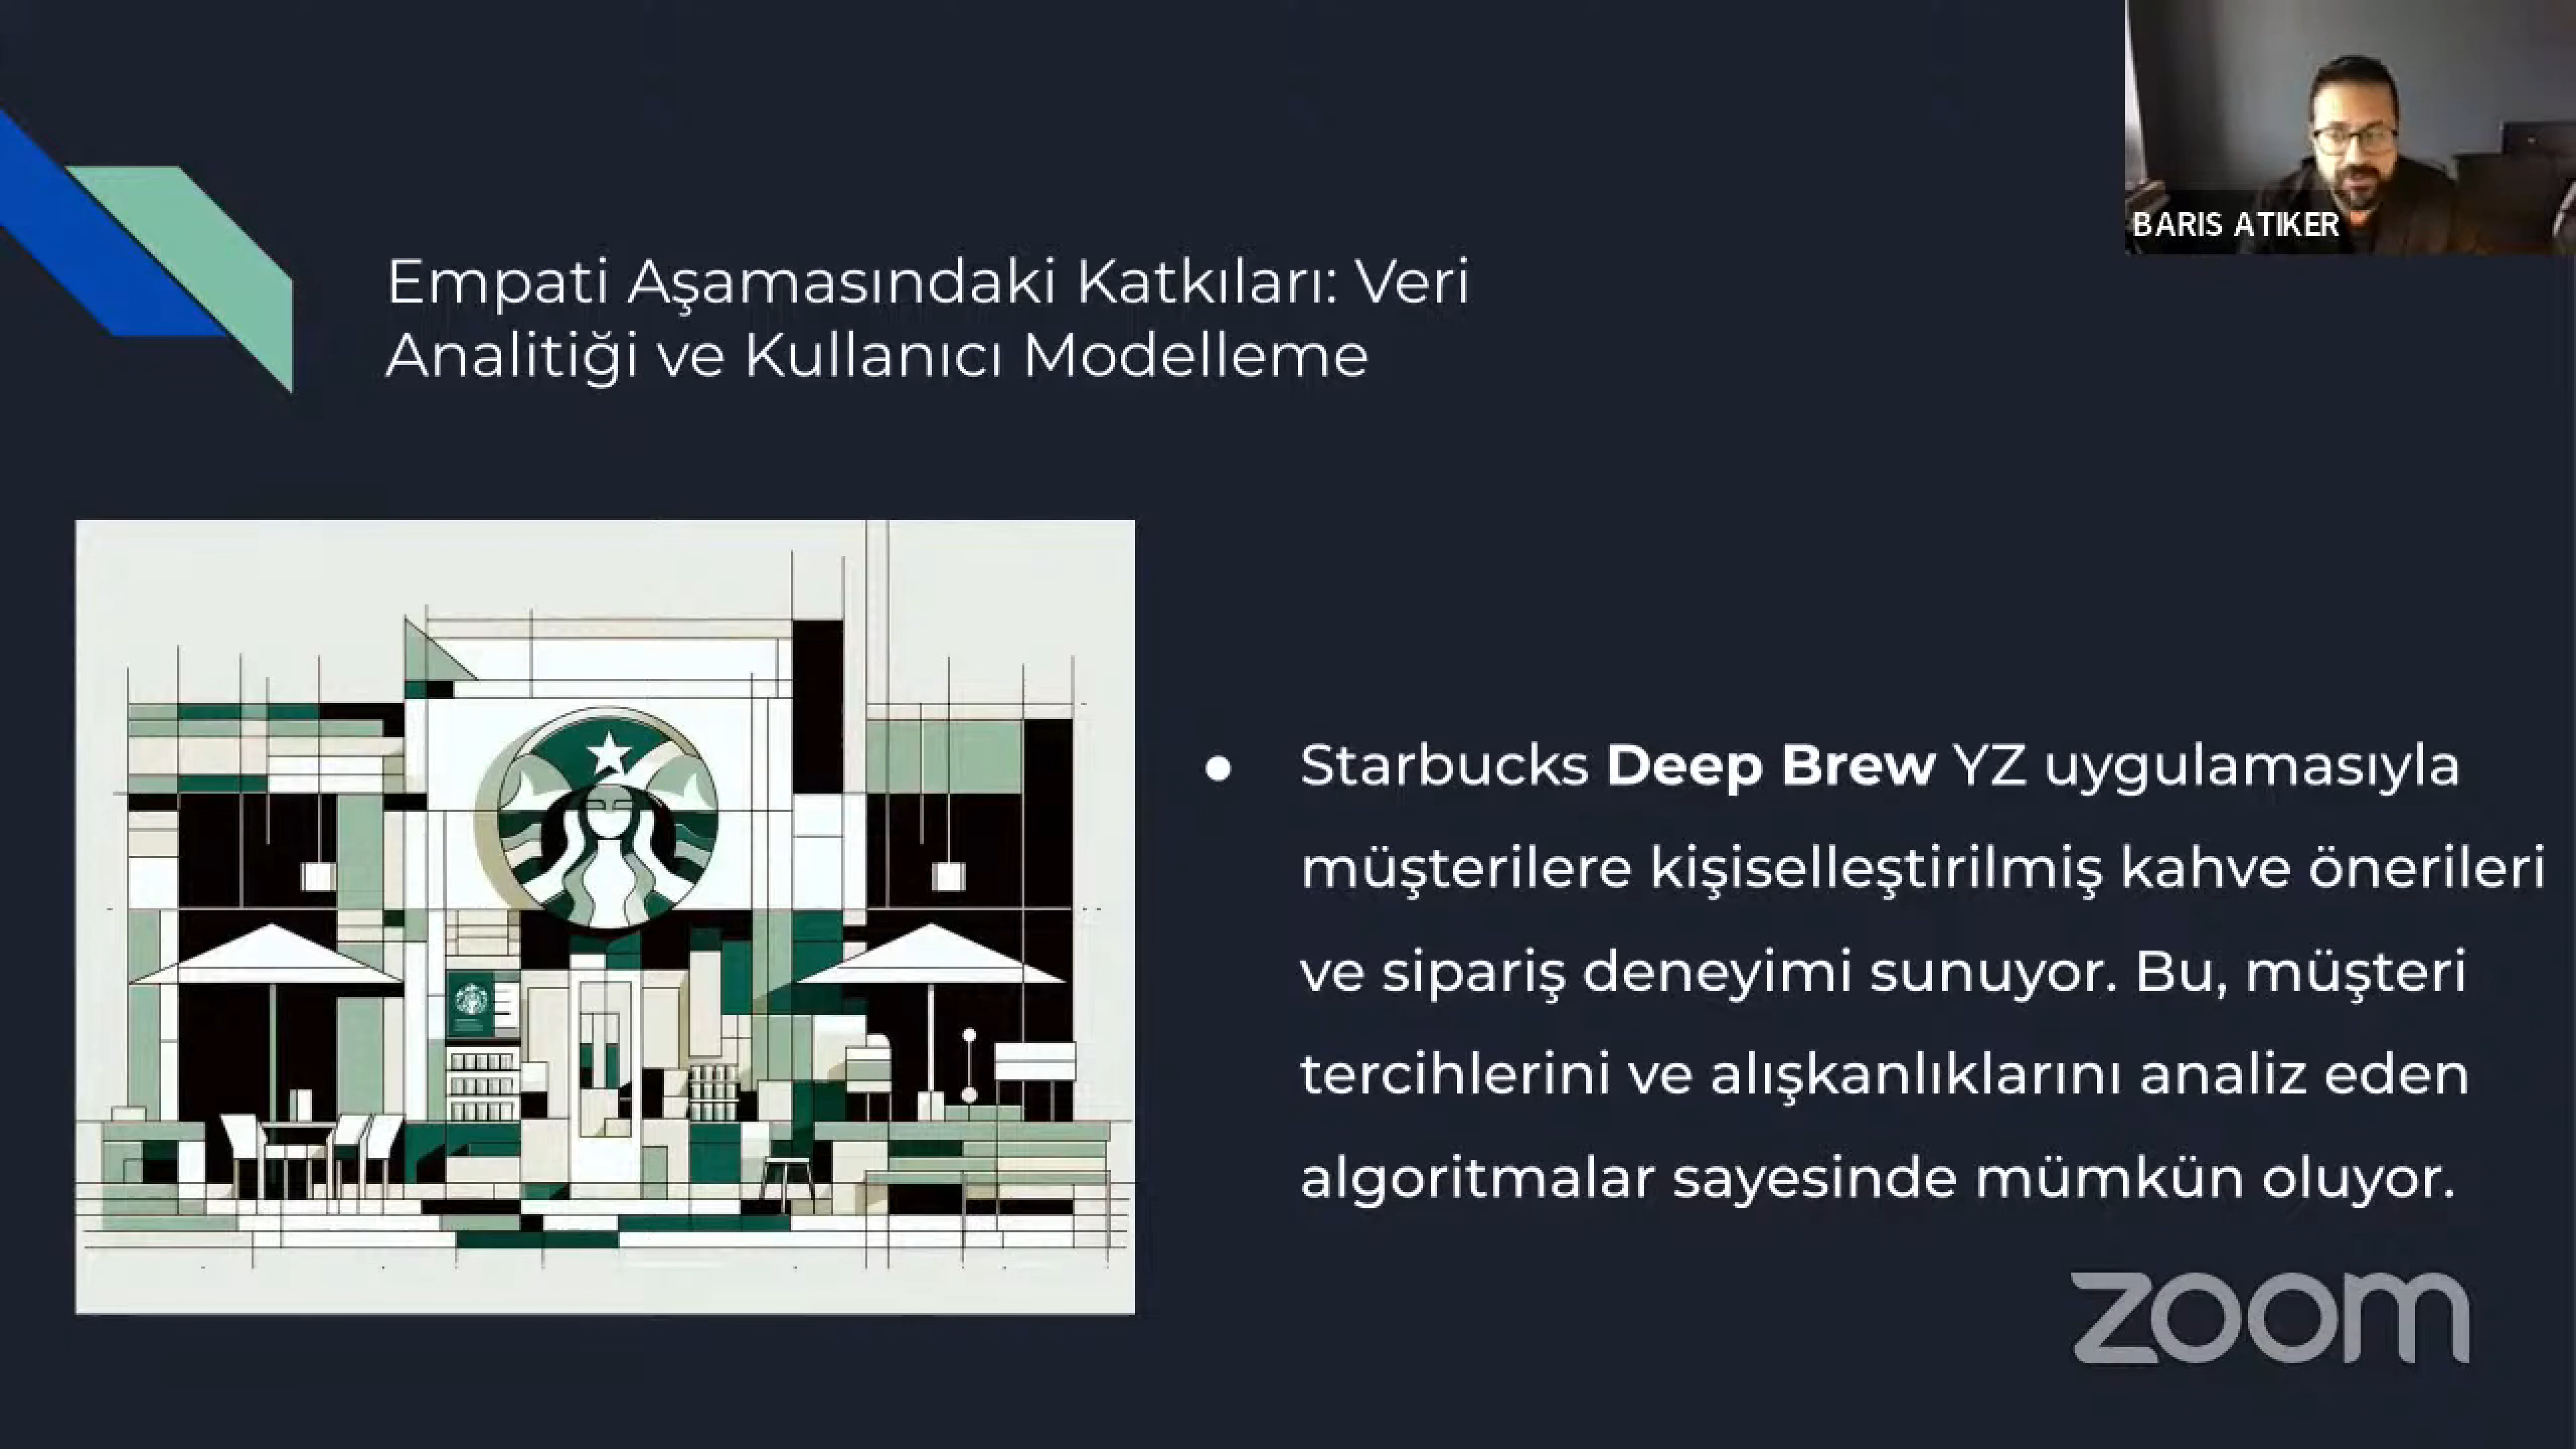 BARIS ATIKER
Empati Aşamasındaki Katkıları: Veri
Analitiği ve Kullanıcı Modelleme
● Starbucks Deep Brew YZ uygulamasıyla
müşterilere kişiselleştirilmiş kahve önerileri
ve sipariş deneyimi sunuyor. Bu, müşteri
tercihlerini ve alışkanlıklarını analiz eden
algoritmalar sayesinde mümkün oluyor.
zoom